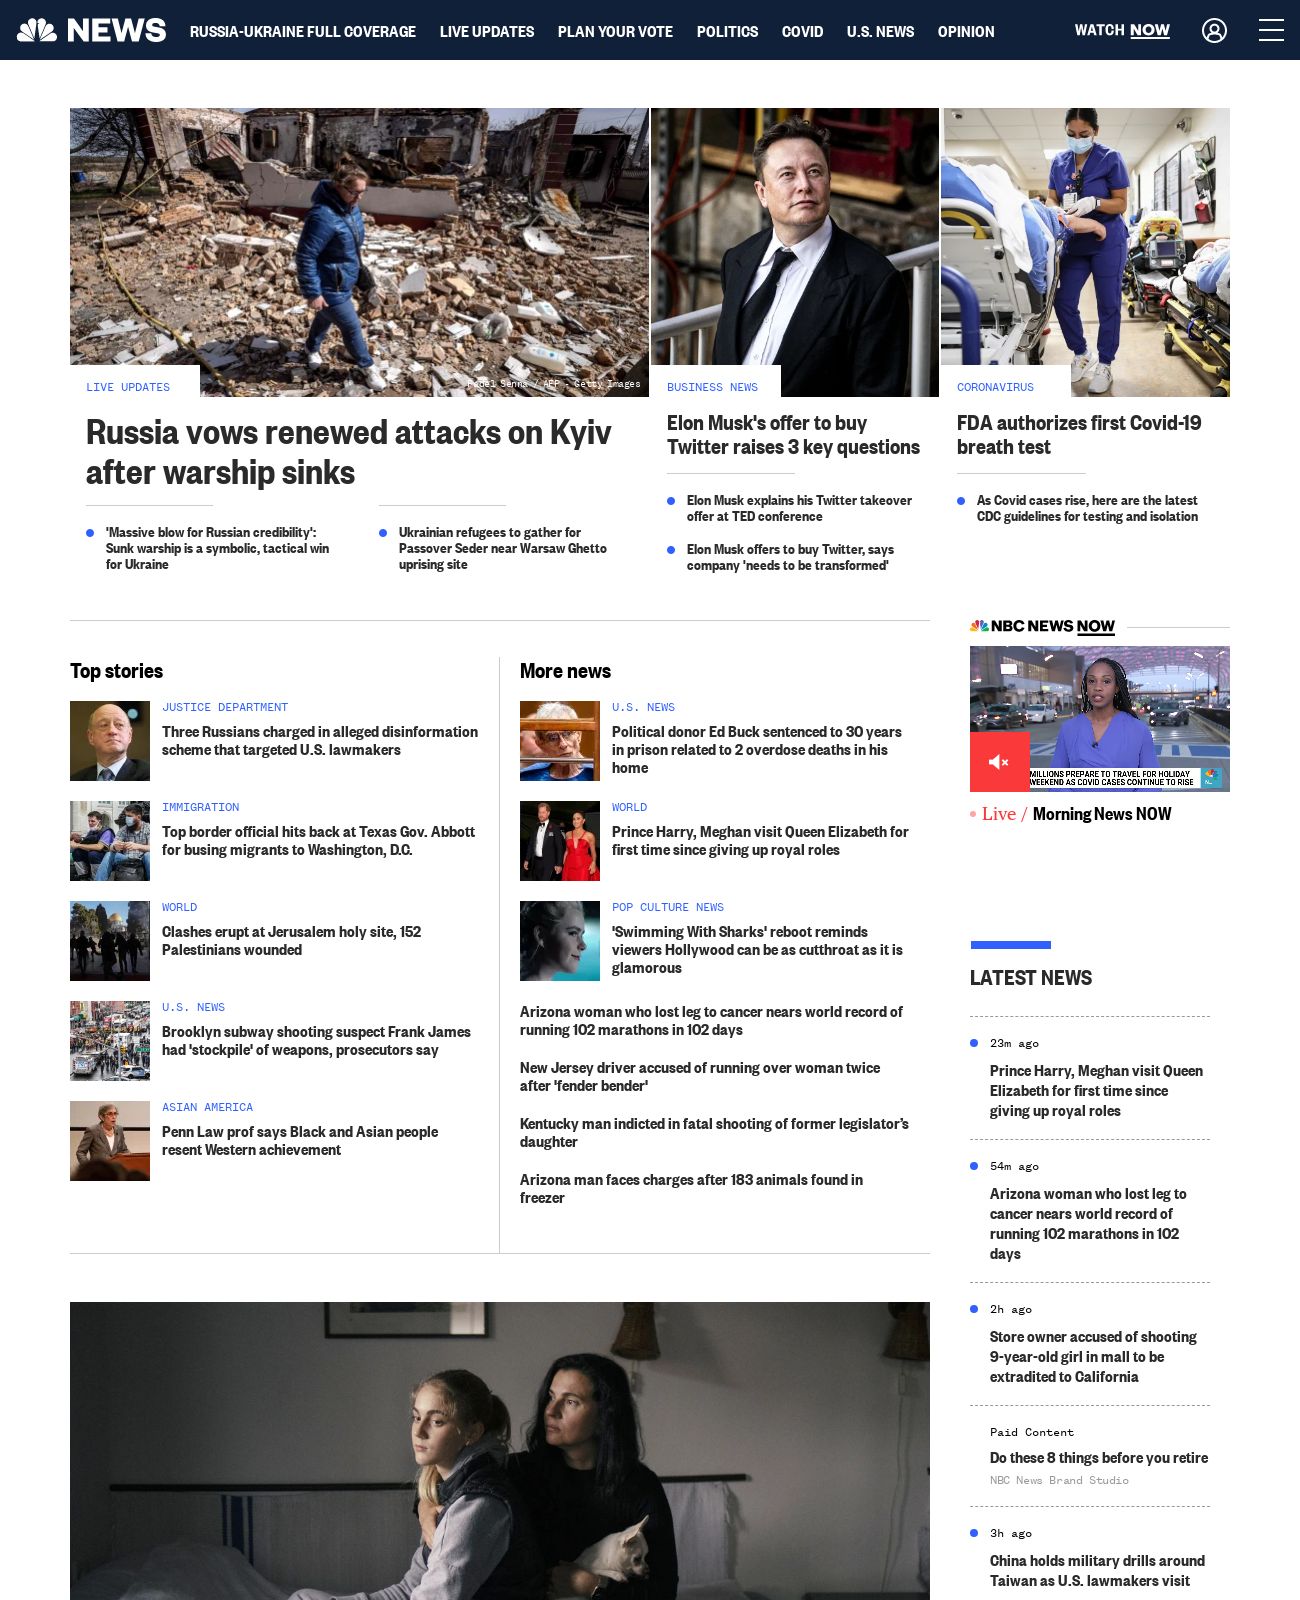 NEWS
RUSSIA-UKRAINE FULL COVERAGE
LIVE UPDATES
PLAN YOUR VOTE
POLITICS
COVID
U.S. NEWS
OPINION
WATCH NOW
Fadel Senna / AFP - Getty Images
LIVE UPDATES
Russia vows renewed attacks on Kyiv
after warship sinks
'Massive blow for Russian credibility':
Sunk warship is a symbolic, tactical win
for Ukraine
Ukrainian refugees to gather for
Passover Seder near Warsaw Ghetto
uprising site
BUSINESS NEWS
Elon Musk's offer to buy
Twitter raises 3 key questions
Elon Musk explains his Twitter takeover
offer at TED conference
Elon Musk offers to buy Twitter, says
company 'needs to be transformed'
CORONAVIRUS
FDA authorizes first Covid-19
breath test
As Covid cases rise, here are the latest
CDC guidelines for testing and isolation
Top stories
JUSTICE DEPARTMENT
Three Russians charged in alleged disinformation
scheme that targeted U.S. lawmakers
IMMIGRATION
Top border official hits back at Texas Gov. Abbott
for busing migrants to Washington, D.C.
WORLD
Clashes erupt at Jerusalem holy site, 152
Palestinians wounded
U.S. NEWS
Brooklyn subway shooting suspect Frank James
had 'stockpile' of weapons, prosecutors say
ASIAN AMERICA
Penn Law prof says Black and Asian people
resent Western achievement
More news
U.S. NEWS
Political donor Ed Buck sentenced to 30 years
in prison related to 2 overdose deaths in his
home
WORLD
Prince Harry, Meghan visit Queen Elizabeth for
first time since giving up royal roles
POP CULTURE NEWS
'Swimming With Sharks' reboot reminds
viewers Hollywood can be as cutthroat as it is
glamorous
Arizona woman who lost leg to cancer nears world record of
running 102 marathons in 102 days
New Jersey driver accused of running over woman twice
after 'fender bender'
Kentucky man indicted in fatal shooting of former legislator’s
daughter
Arizona man faces charges after 183 animals found in
freezer
NBC NEWS NOW
MILLIONS PREPARE TO TRAVEL FOR HOLIDAY
WEEKEND AS COVID CASES CONTINUE TO RISE
Live / Morning News NOW
LATEST NEWS
23m ago
Prince Harry, Meghan visit Queen
Elizabeth for first time since
giving up royal roles
54m ago
Arizona woman who lost leg to
cancer nears world record of
running 102 marathons in 102
days
2h ago
Store owner accused of shooting
9-year-old girl in mall to be
extradited to California
Paid Content
Do these 8 things before you retire
NBC News Brand Studio
3h ago
China holds military drills around
Taiwan as U.S. lawmakers visit